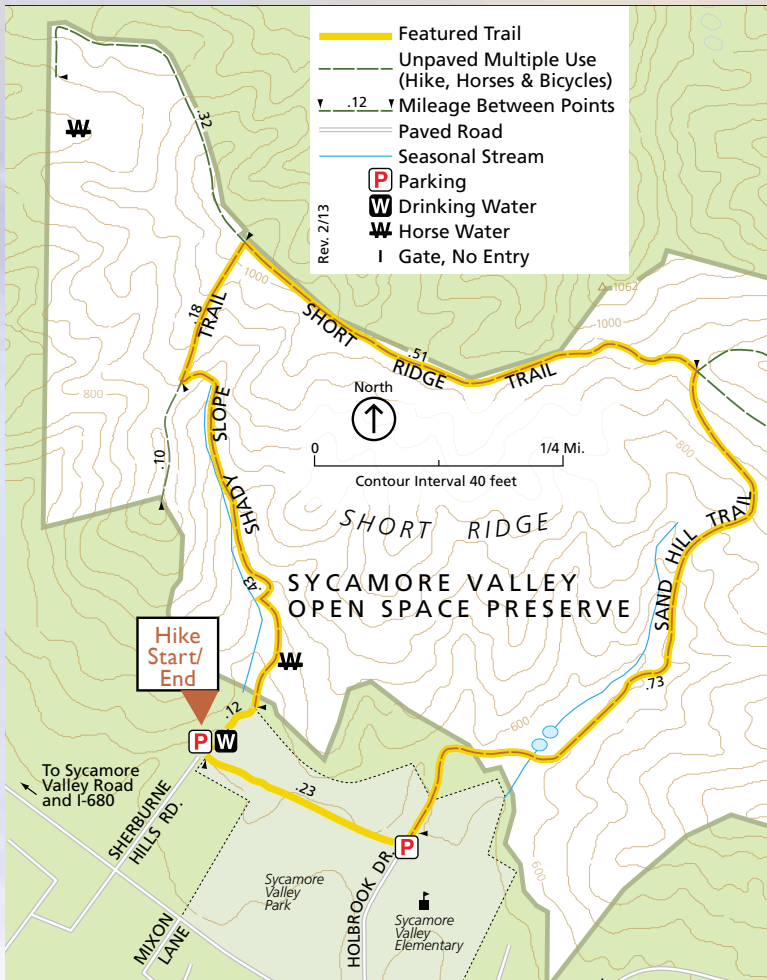 Featured Trail
Unpaved Multiple Use
(Hike, Horses & Bicycles)
.12 Mileage Between Points
Paved Road
Seasonal Stream
P Parking
W Drinking Water
W Horse Water
I Gate, No Entry
Rev. 2/13
.32
W
1000
1062
1000
.18
TRAIL
SHORT
.51
RIDGE
TRAIL
North
800
0 1/4 Mi.
Contour Interval 40 feet
800
SLOPE
.10
SHADY
SHORT RIDGE
SAND HILL TRAIL
SYCAMORE VALLEY
OPEN SPACE PRESERVE
.43
Hike
Start/
End
W
.73
600
.12
P W
To Sycamore
Valley Road
and I-680
.23
SHERBURNE
HILLS RD.
P
HOLBROOK DR.
Sycamore
Valley
Park
Sycamore
Valley
Elementary
600
MIXON
LANE